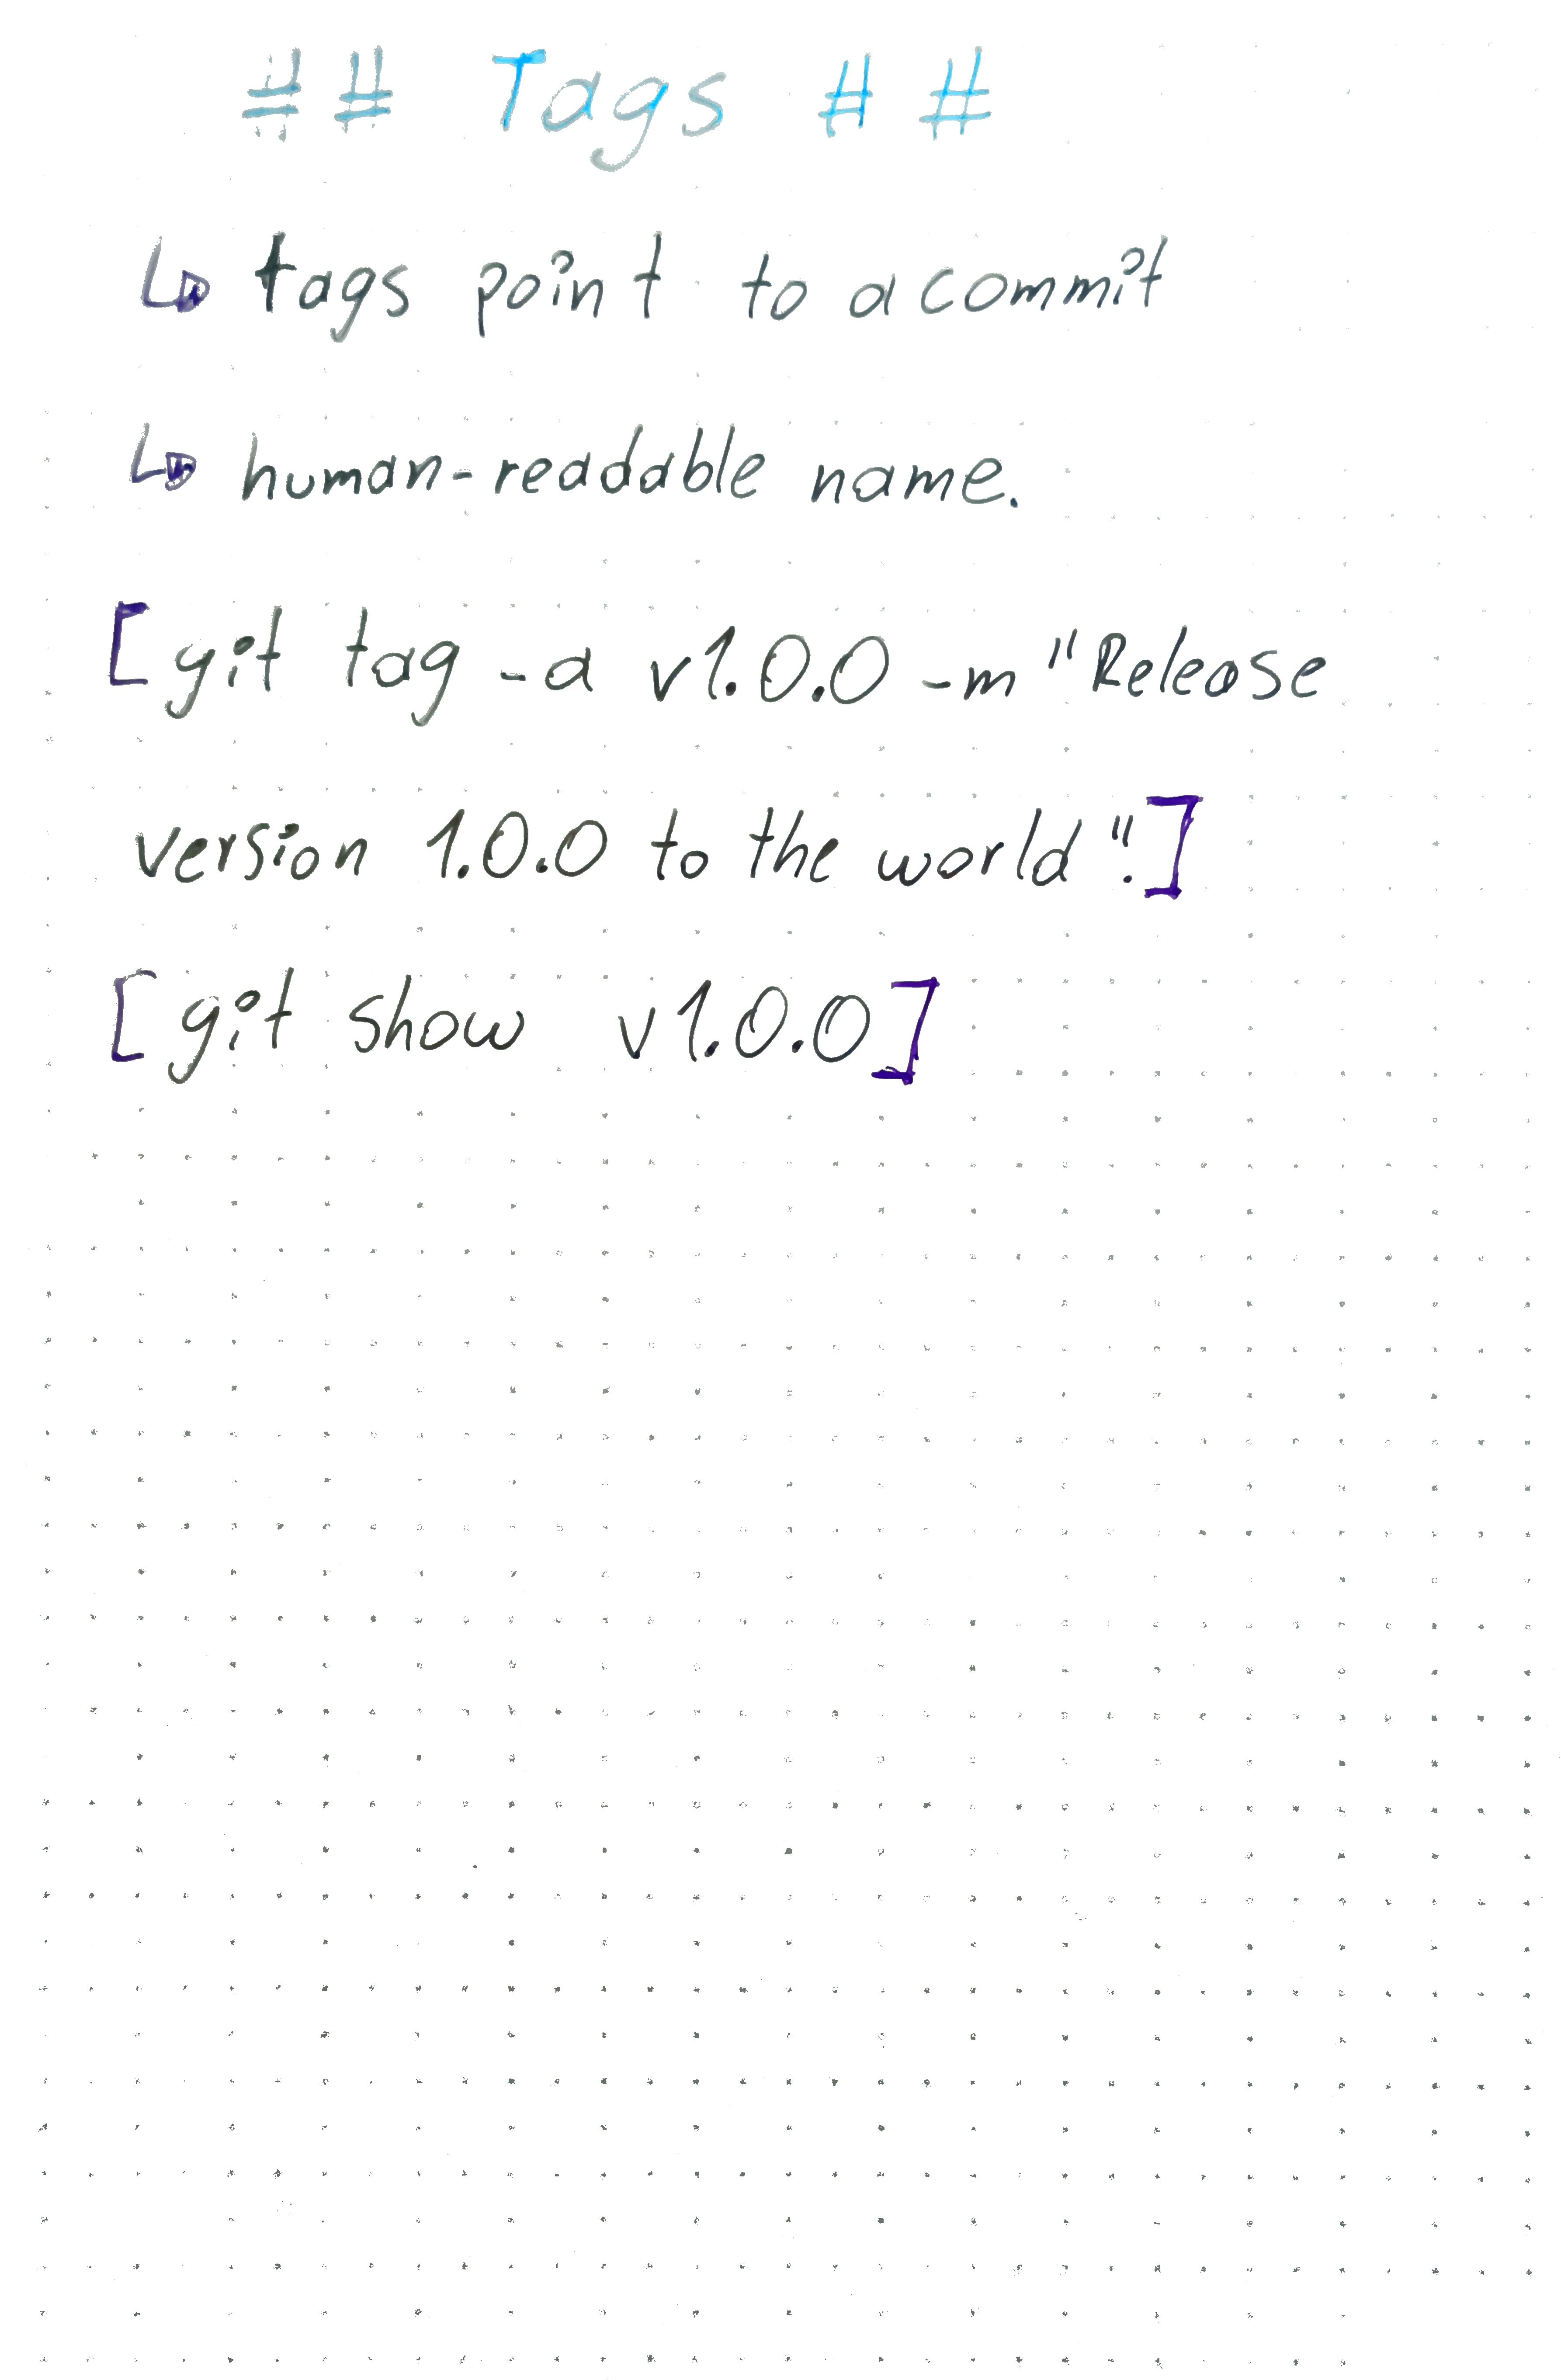 ## Tags ##
↳ tags point to a commit
↳ human-readable name.
[git tag -a v1.0.0 -m "Release
version 1.0.0 to the world".]
[git show v1.0.0]